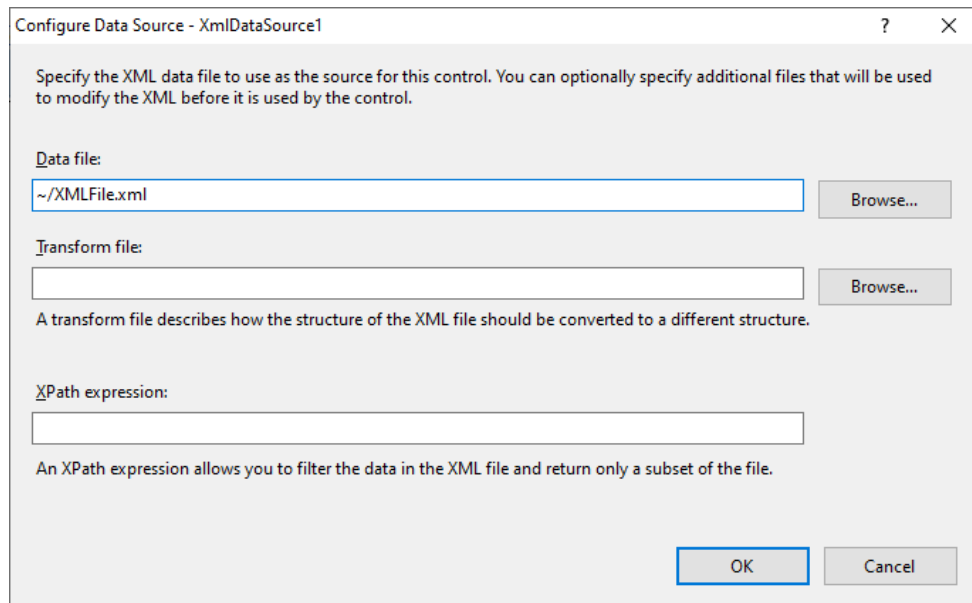 Configure Data Source - XmlDataSource1
?
Specify the XML data file to use as the source for this control. You can optionally specify additional files that will be used
to modify the XML before it is used by the control.
Data file:
~/XMLFile.xml
Browse...
Transform file:
Browse...
A transform file describes how the structure of the XML file should be converted to a different structure.
XPath expression:
An XPath expression allows you to filter the data in the XML file and return only a subset of the file.
OK
Cancel